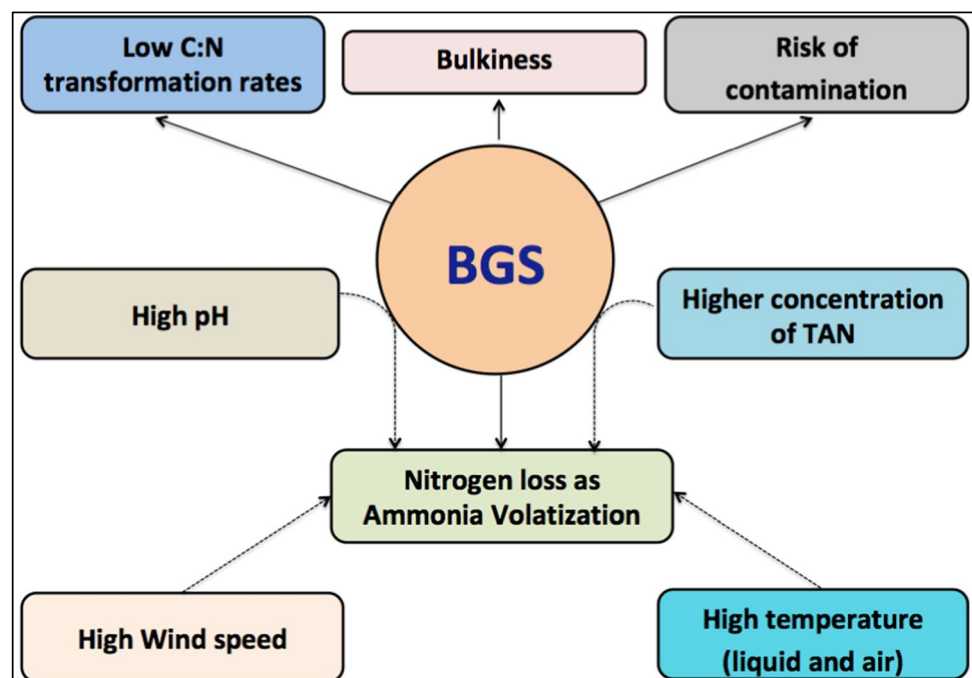 Low C:N
transformation rates
Bulkiness
Risk of
contamination
BGS
High pH
Higher concentration
of TAN
Nitrogen loss as
Ammonia Volatization
High Wind speed
High temperature
(liquid and air)